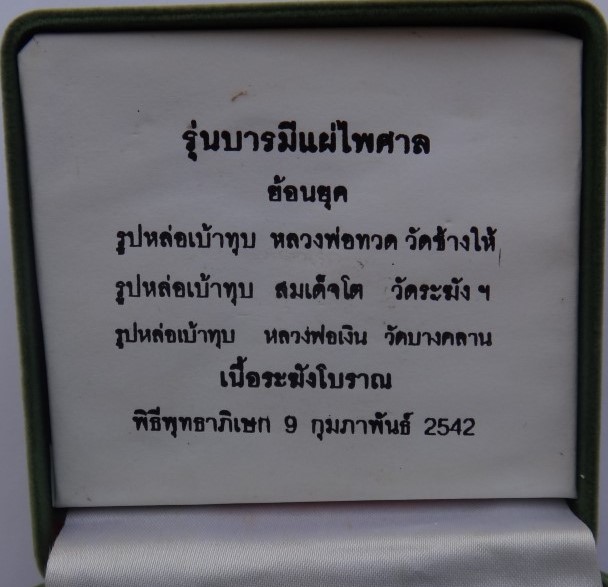 รุ่นบารมีแผ่ไพศาล
ย้อนยุค
รูปหล่อเบ้าทุบ หลวงพ่อทวด วัดช้างให้
รูปหล่อเบ้าทุบ สมเด็จโต วัดระฆัง ฯ
รูปหล่อเบ้าทุบ หลวงพ่อเงิน วัดบางคลาน
เนื้อระฆังโบราณ
พิธีพุทธาภิเษก 9 กุมภาพันธ์ 2542